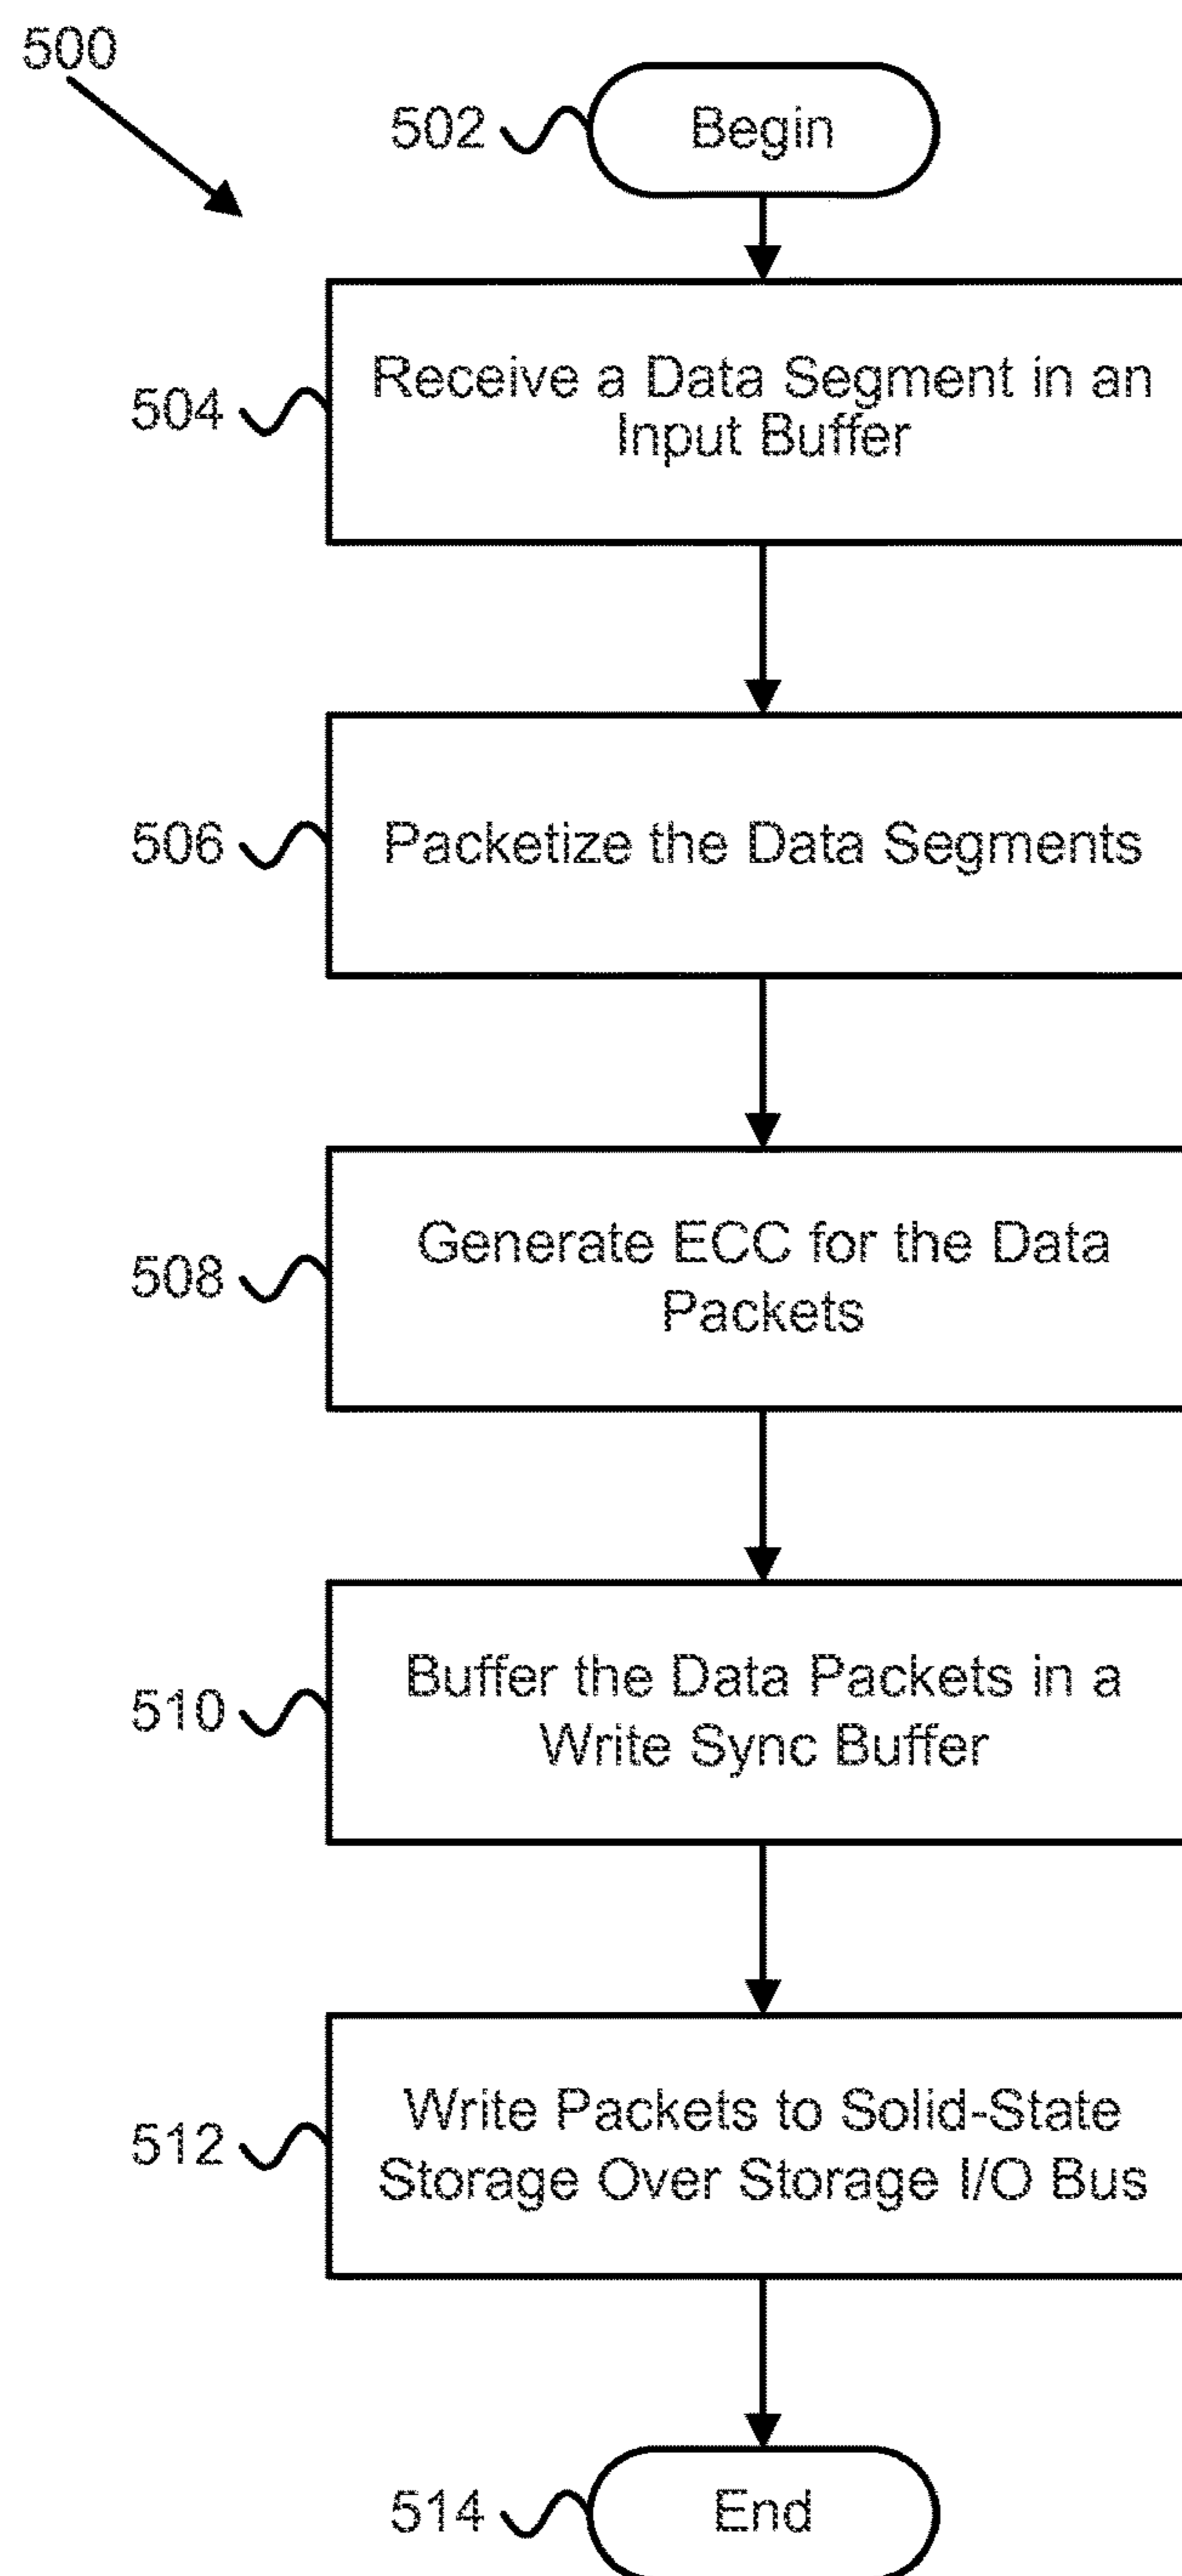 500
502
Begin
504
Receive a Data Segment in an
Input Buffer
506
Packetize the Data Segments
508
Generate ECC for the Data
Packets
510
Buffer the Data Packets in a
Write Sync Buffer
512
Write Packets to Solid-State
Storage Over Storage I/O Bus
514
End